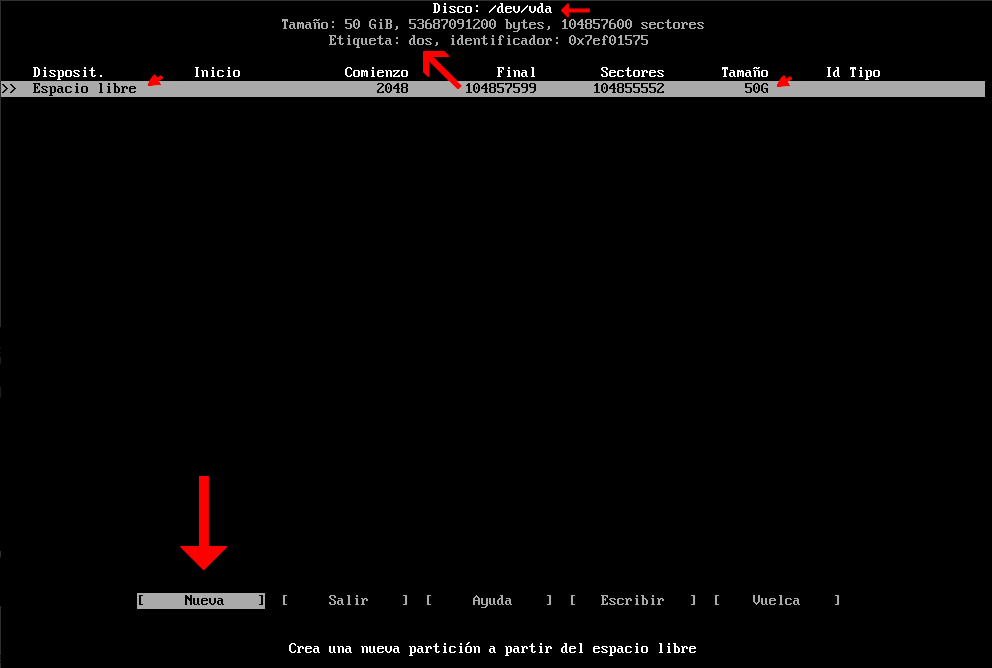 Disco: /dev/vda
Tamaño: 50 GiB, 53687091200 bytes, 104857600 sectores
Etiqueta: dos, identificador: 0x7ef01575
Disposit. Inicio Comienzo Final Sectores Tamaño Id Tipo
>> Espacio libre 2048 104857599 104855552 50G
[ Nueva ] [ Salir ] [ Ayuda ] [ Escribir ] [ Vuelca ]
Crea una nueva partición a partir del espacio libre